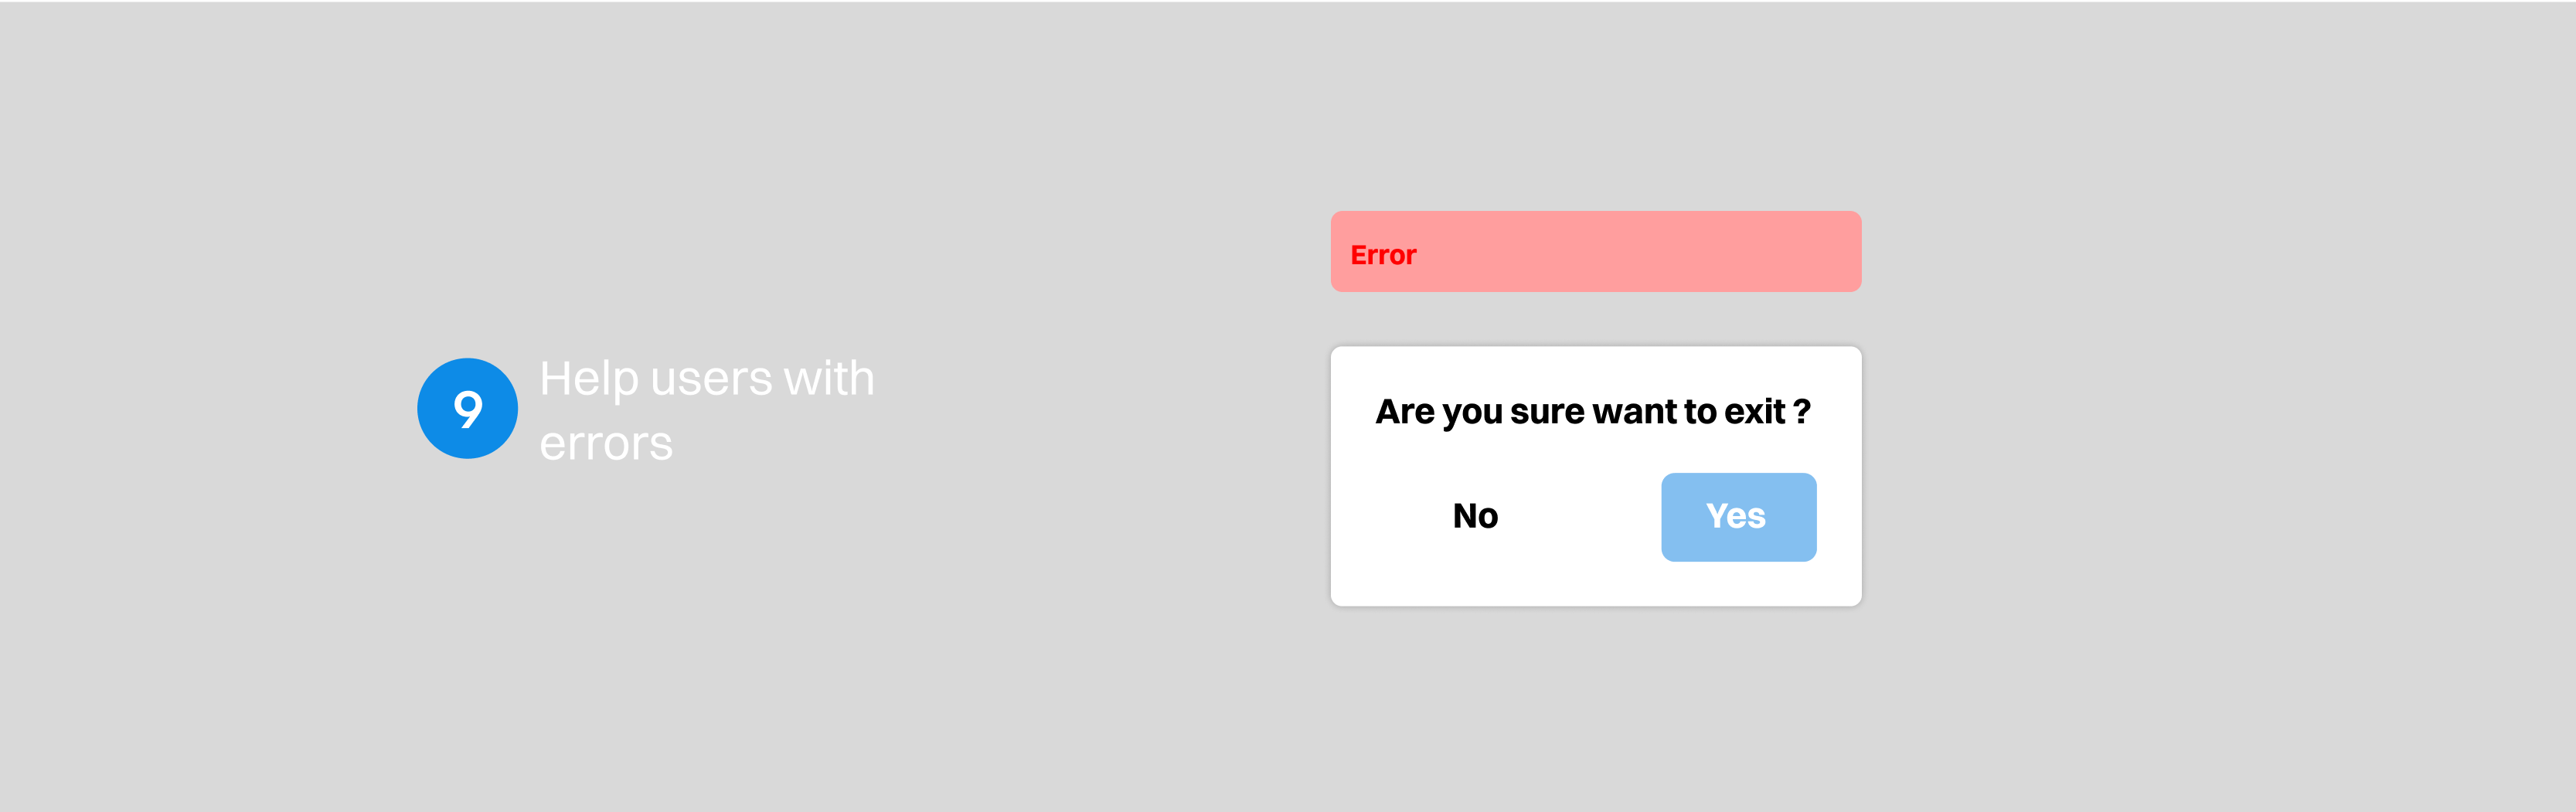 9
Help users with
errors
Error
Are you sure want to exit ?
No
Yes